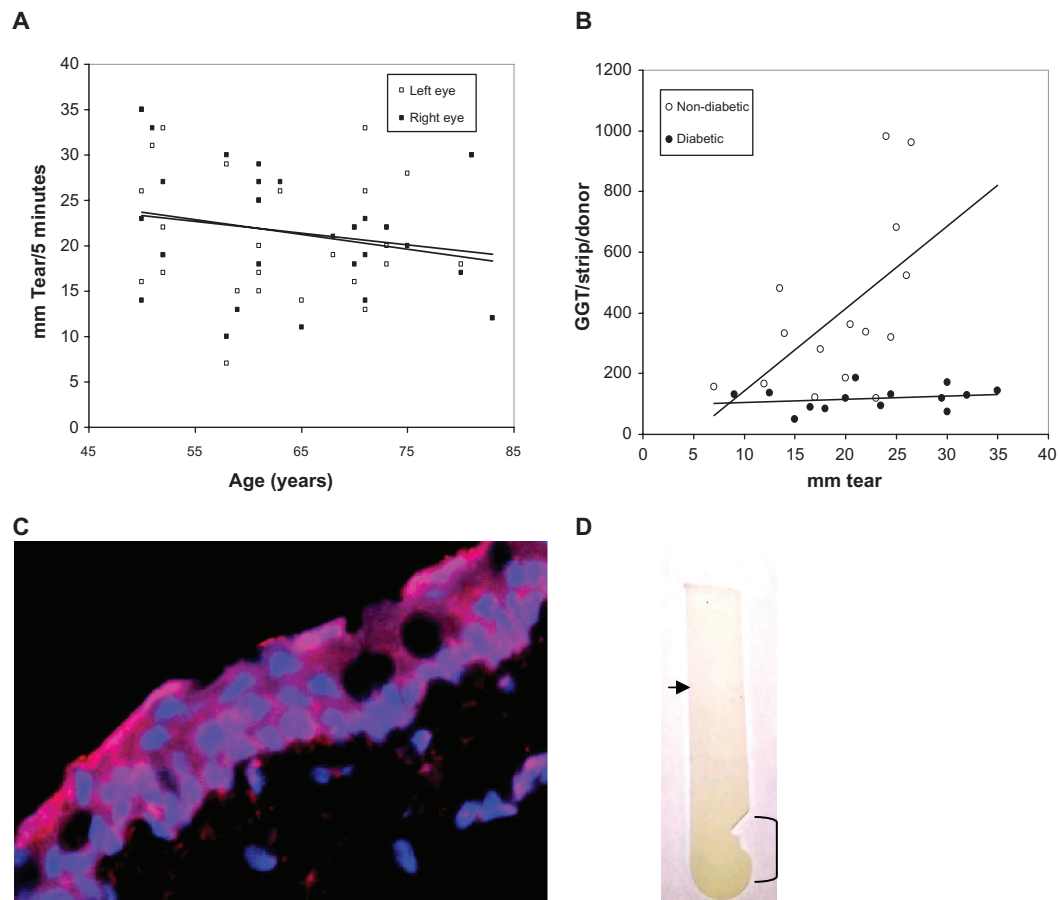 A
40
35
30
25
20
15
10
5
0
mm Tear/5 minutes
Left eye
Right eye
45
55
65
75
85
Age (years)
B
1200
1000
800
600
400
200
0
GGT/strip/donor
Non-diabetic
Diabetic
0
5
10
15
20
25
30
35
40
mm tear
C
D